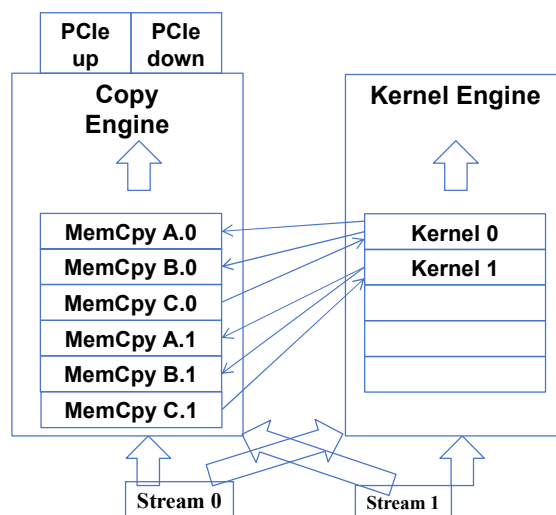 PCIe
up
PCIe
down
Copy
Engine
Kernel Engine
MemCpy A.0
MemCpy B.0
MemCpy C.0
MemCpy A.1
MemCpy B.1
MemCpy C.1
Kernel 0
Kernel 1
Stream 0
Stream 1